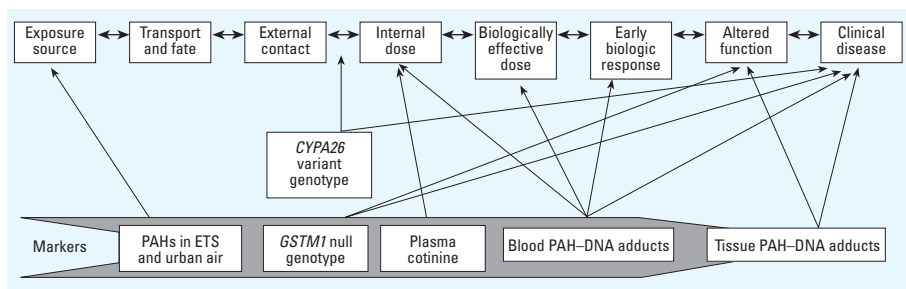 Exposure
source
Transport
and fate
External
contact
Internal
dose
Biologically
effective
dose
Early
biologic
response
Altered
function
Clinical
disease
CYPA26
variant
genotype
Markers
PAHs in ETS
and urban air
GSTM1 null
genotype
Plasma
cotinine
Blood PAH–DNA adducts
Tissue PAH–DNA adducts